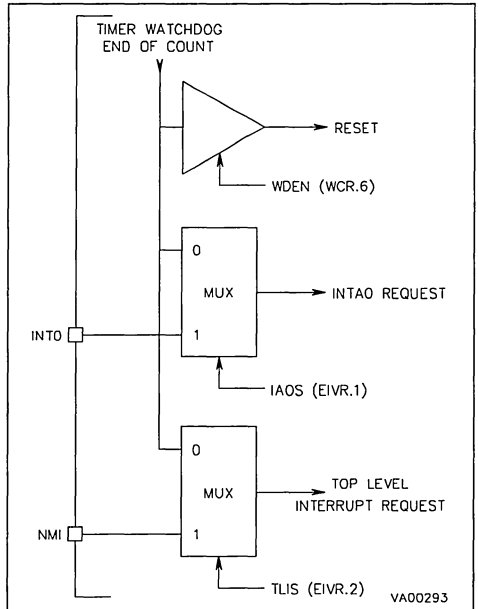 TIMER WATCHDOG
END OF COUNT
RESET
WDEN (WCR.6)
0
MUX
INTA0 REQUEST
INT0
1
IA0S (EIVR.1)
0
MUX
TOP LEVEL
INTERRUPT REQUEST
NMI
1
TLIS (EIVR.2)
VA00293